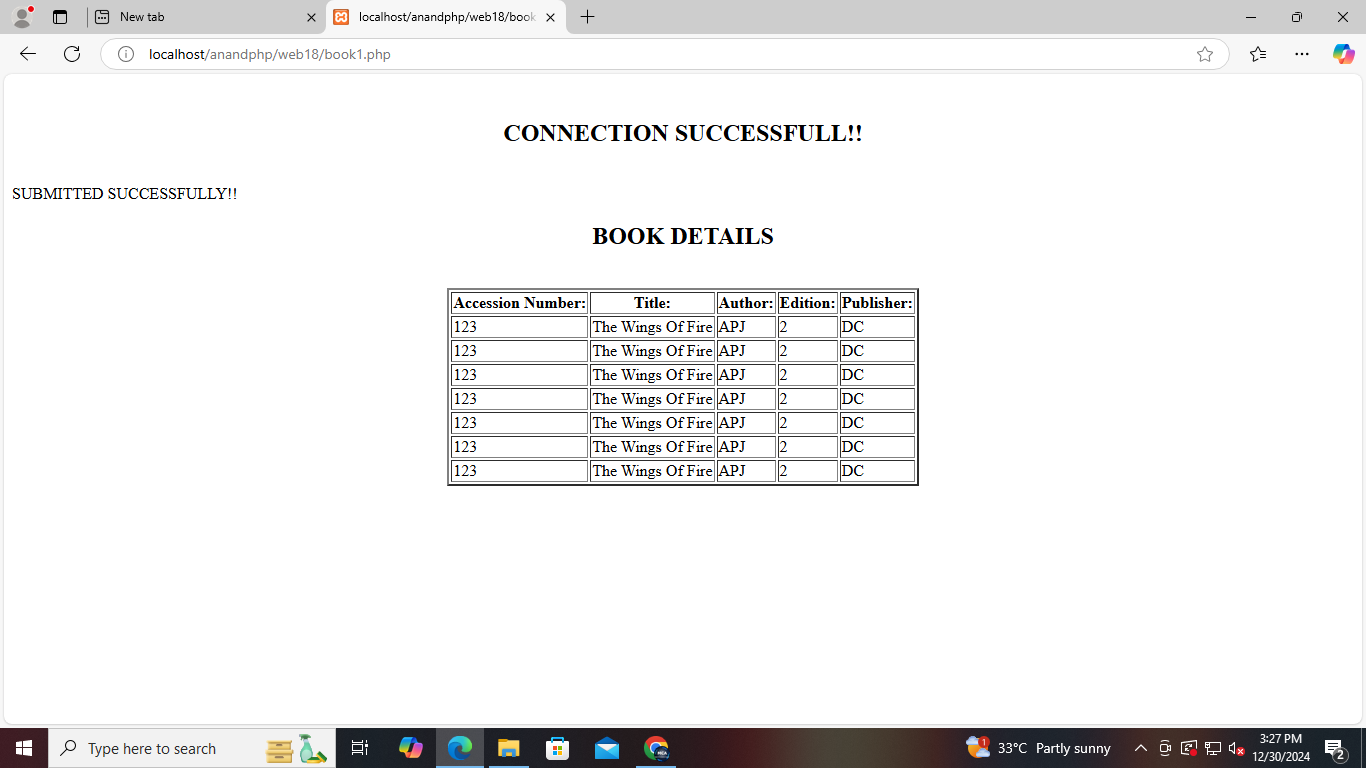 New tab
localhost/anandphp/web18/book
localhost/anandphp/web18/book1.php
CONNECTION SUCCESSFULL!!
SUBMITTED SUCCESSFULLY!!
BOOK DETAILS
Accession Number: Title: Author: Edition: Publisher:
123 The Wings Of Fire APJ 2 DC
123 The Wings Of Fire APJ 2 DC
123 The Wings Of Fire APJ 2 DC
123 The Wings Of Fire APJ 2 DC
123 The Wings Of Fire APJ 2 DC
123 The Wings Of Fire APJ 2 DC
123 The Wings Of Fire APJ 2 DC
Type here to search
1
33°C Partly sunny
3:27 PM
12/30/2024
2